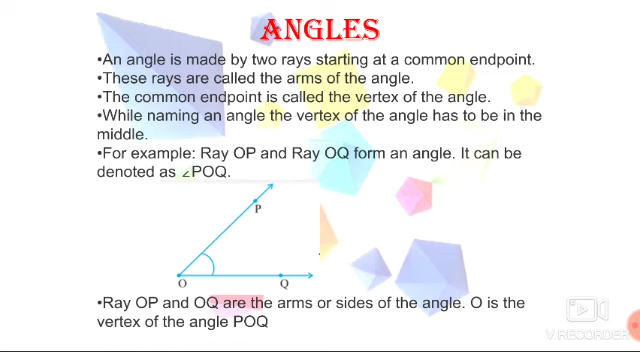 ANGLES
•An angle is made by two rays starting at a common endpoint.
•These rays are called the arms of the angle.
•The common endpoint is called the vertex of the angle.
•While naming an angle the vertex of the angle has to be in the
middle.
•For example: Ray OP and Ray OQ form an angle. It can be
denoted as ∠POQ.
P
O
Q
•Ray OP and OQ are the arms or sides of the angle. O is the
vertex of the angle POQ
V RECORDER